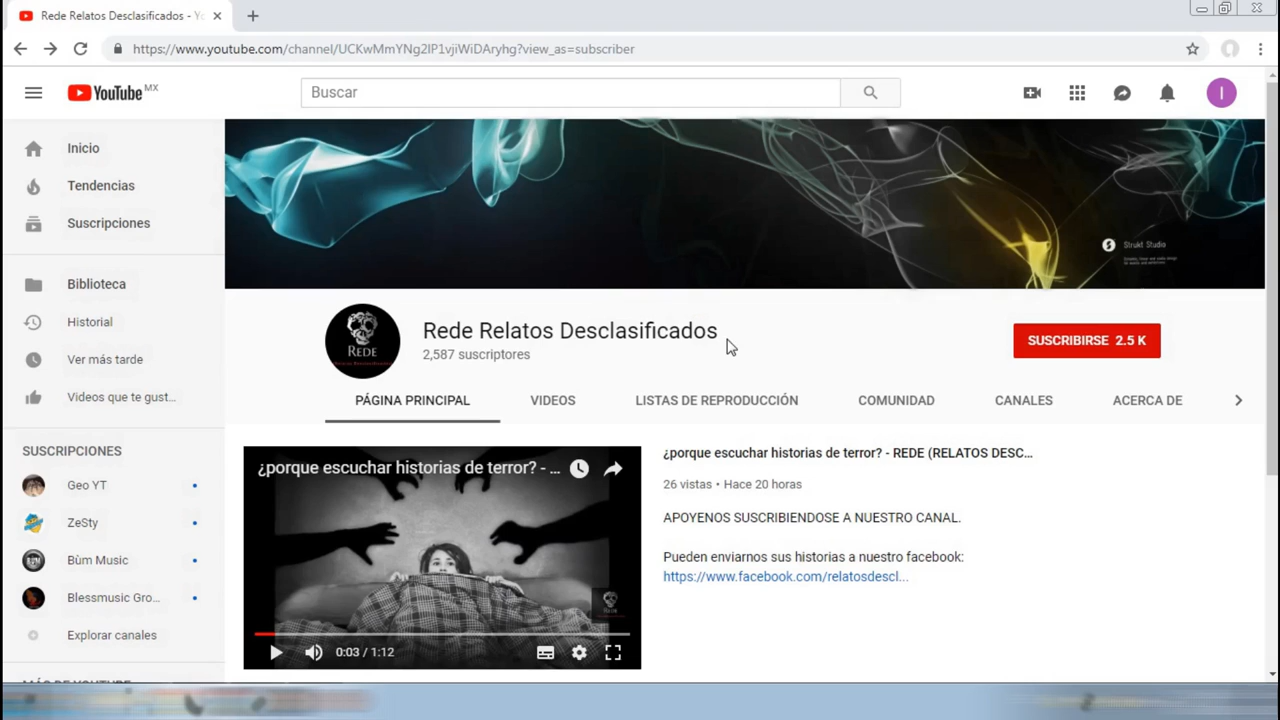 Rede Relatos Desclasificados - Yo
https://www.youtube.com/channel/UCKwMmYNg2IP1vjiWiDAryhg?view_as=subscriber
YouTube MX
Buscar
I
Inicio
Tendencias
Suscripciones
Biblioteca
Historial
Ver más tarde
Videos que te gust...
SUSCRIPCIONES
Geo YT
ZeSty
Bùm Music
Blessmusic Gro...
Explorar canales
MÁS DE YOUTUBE
Strukt Studio
REDE
Rede Relatos Desclasificados
2,587 suscriptores
SUSCRIBIRSE 2.5 K
PÁGINA PRINCIPAL
VIDEOS
LISTAS DE REPRODUCCIÓN
COMUNIDAD
CANALES
ACERCA DE
¿porque escuchar historias de terror? - ...
0:03 / 1:12
¿porque escuchar historias de terror? - REDE (RELATOS DESC...
26 vistas • Hace 20 horas
APOYENOS SUSCRIBIENDOSE A NUESTRO CANAL.
Pueden enviarnos sus historias a nuestro facebook:
https://www.facebook.com/relatosdescl...